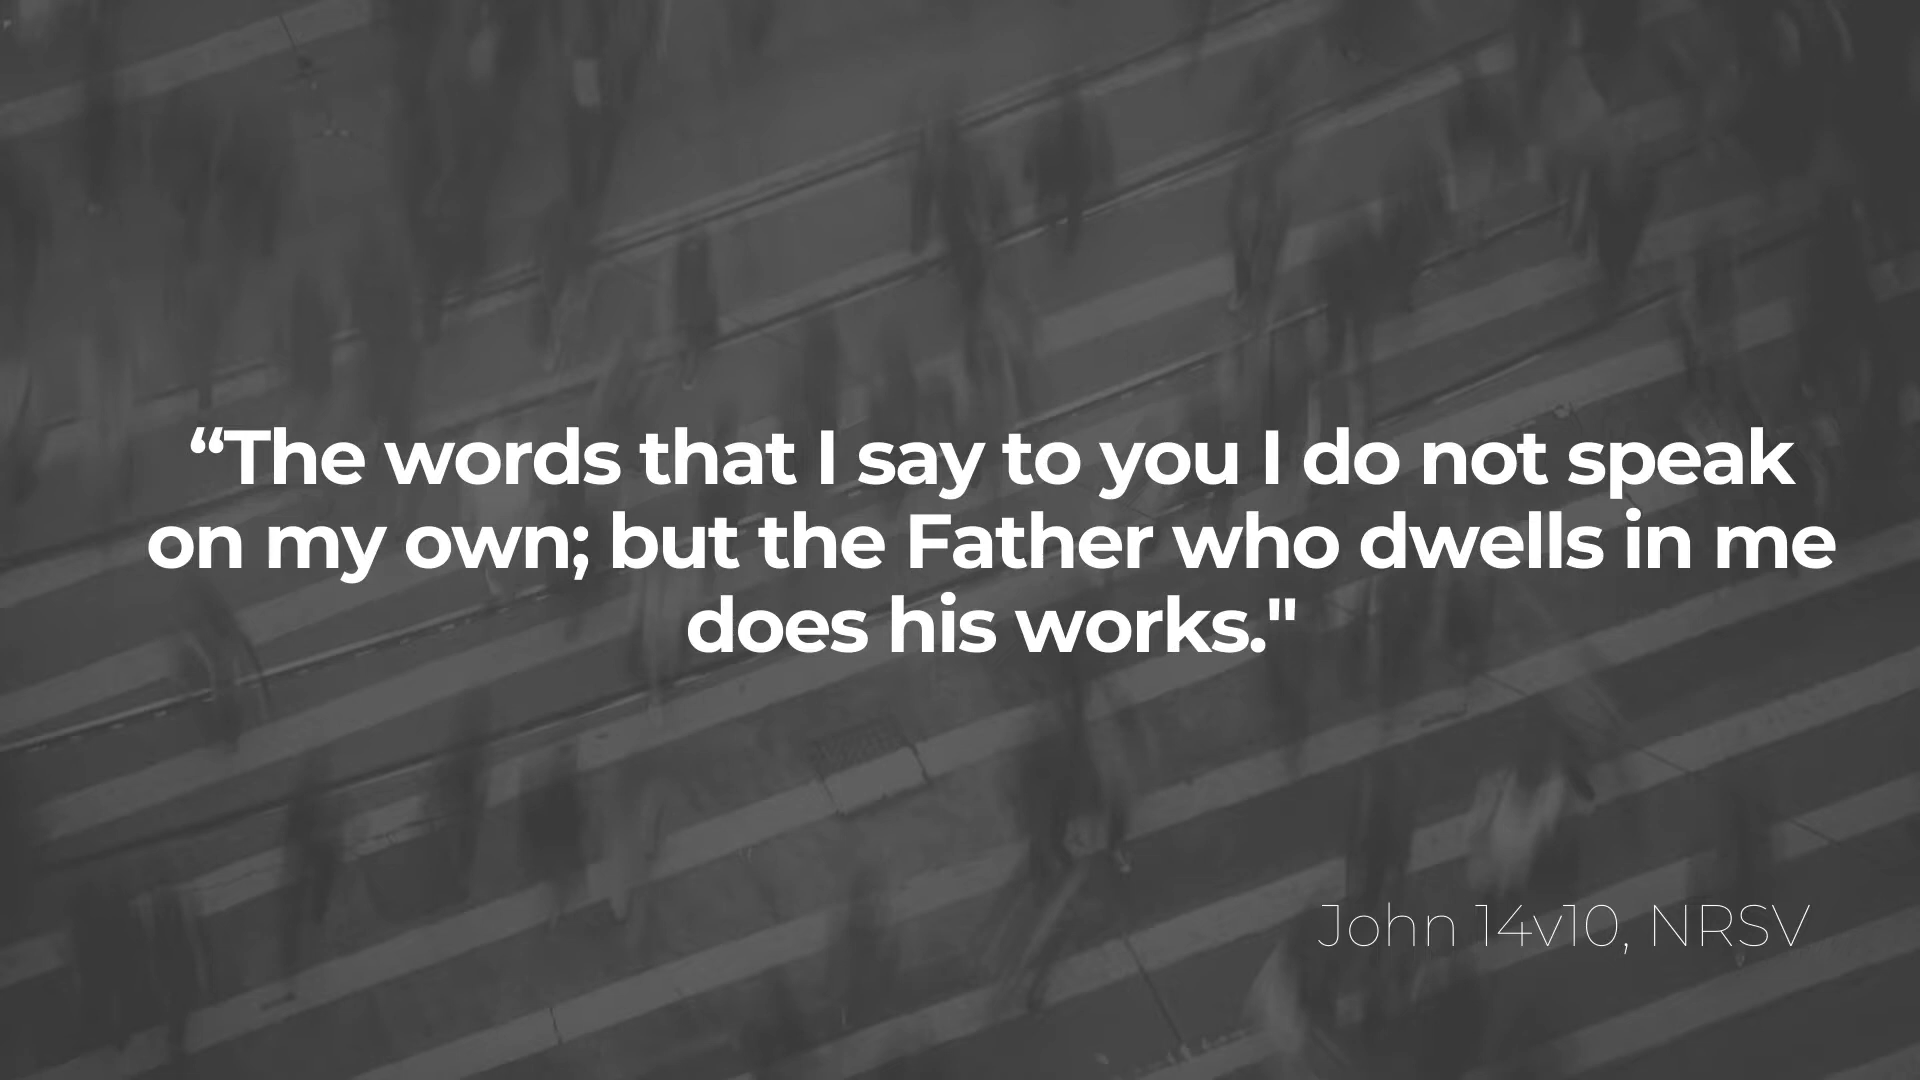 “The words that I say to you I do not speak
on my own; but the Father who dwells in me
does his works."
John 14v10, NRSV